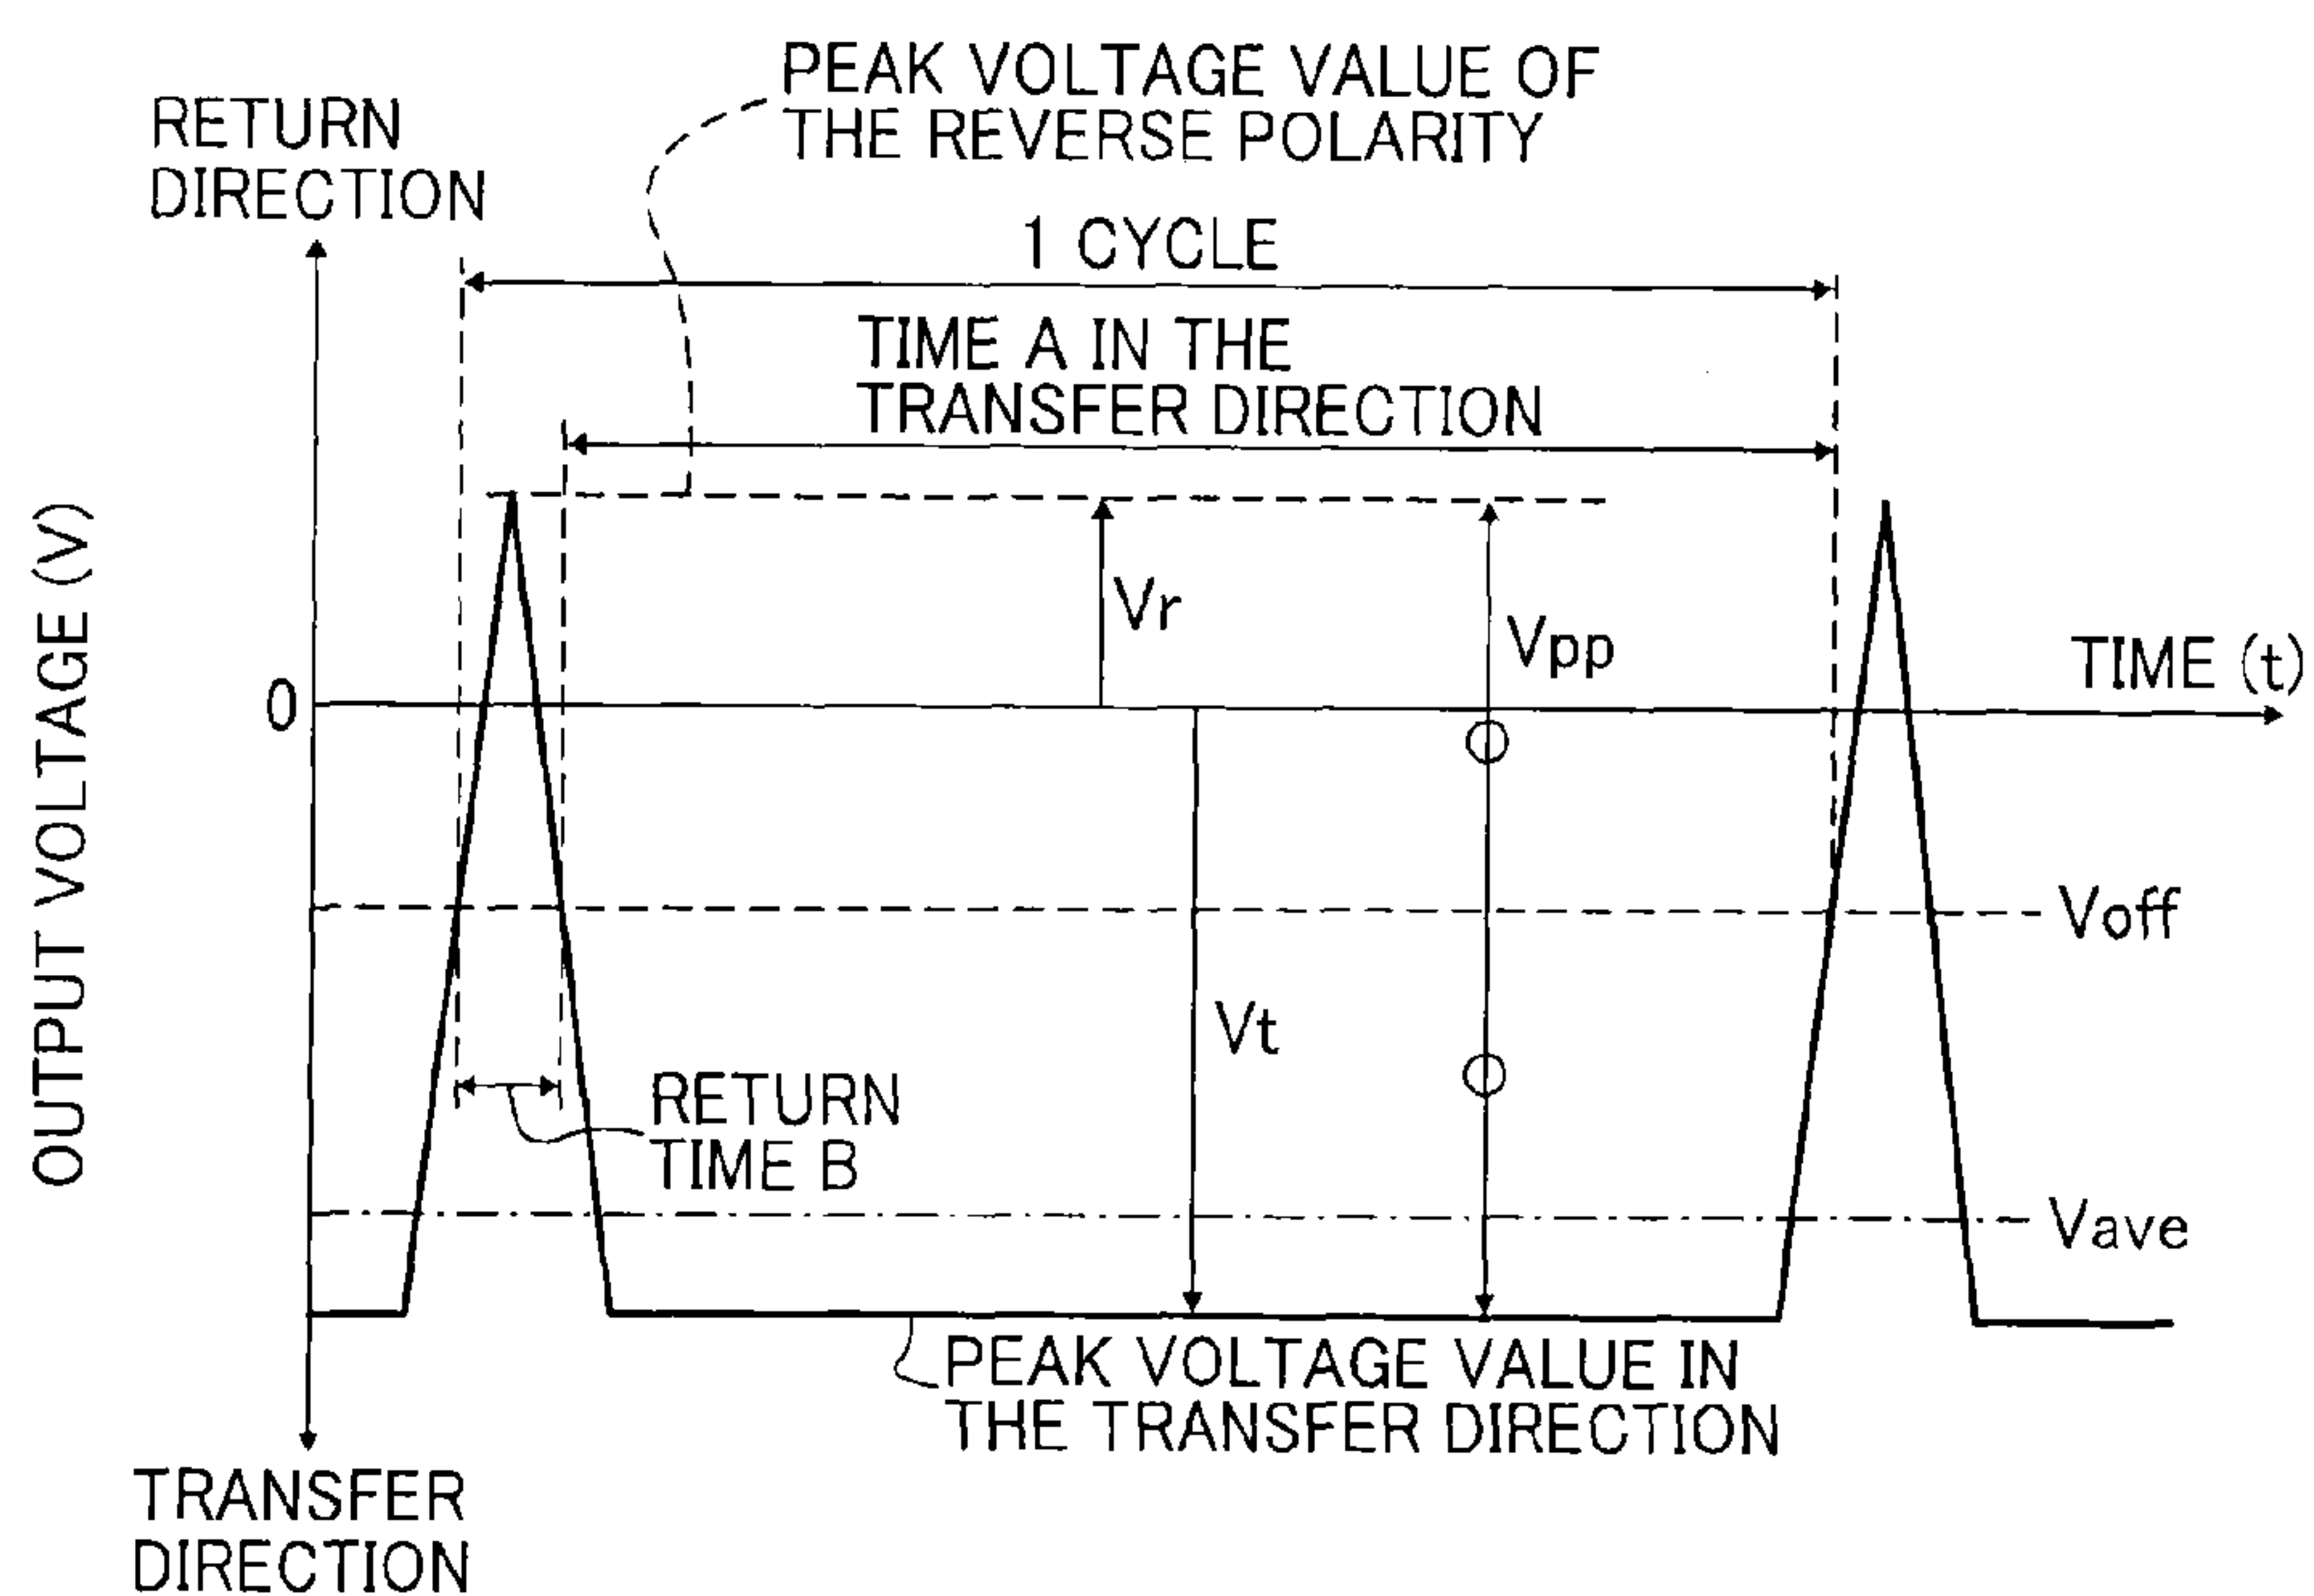 PEAK VOLTAGE VALUE OF
THE REVERSE POLARITY
RETURN
DIRECTION
1 CYCLE
TIME A IN THE
TRANSFER DIRECTION
OUTPUT VOLTAGE (V)
Vr
Vpp
TIME (t)
0
Voff
Vt
RETURN
TIME B
Vave
PEAK VOLTAGE VALUE IN
THE TRANSFER DIRECTION
TRANSFER
DIRECTION